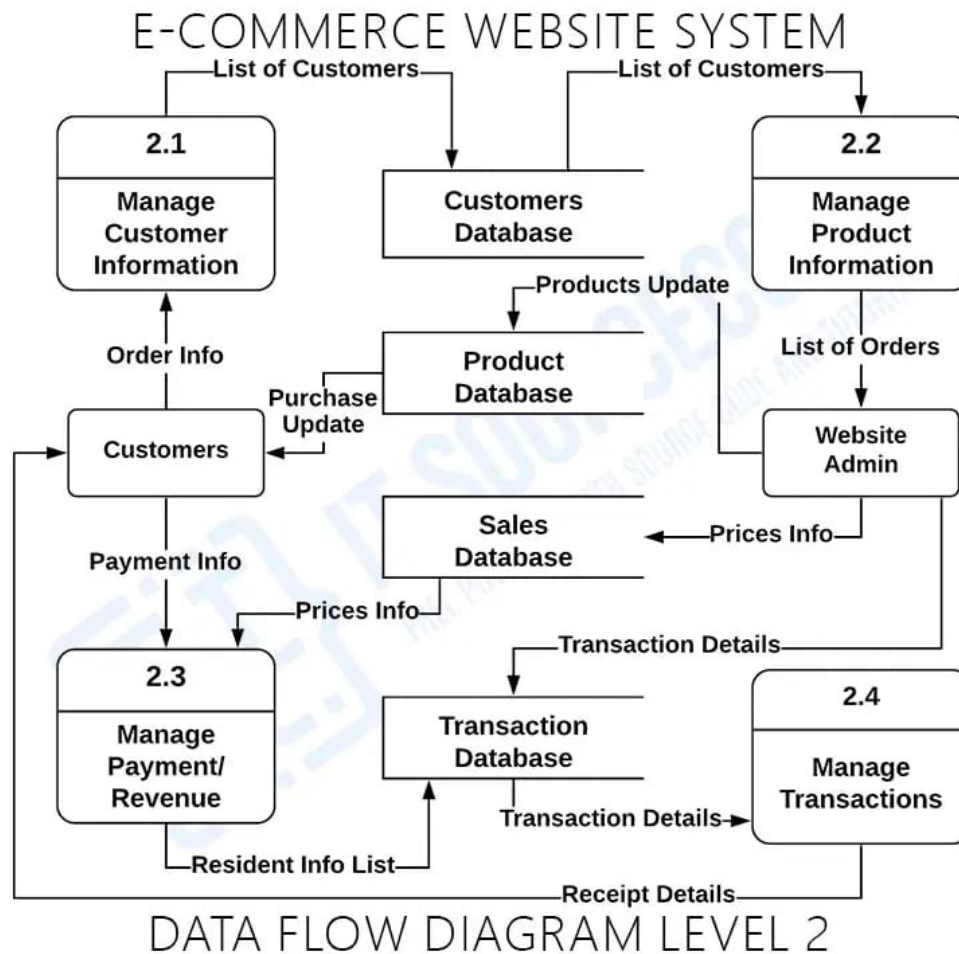 E-COMMERCE WEBSITE SYSTEM
List of Customers
List of Customers
2.1
Manage
Customer
Information
Customers
Database
2.2
Manage
Product
Information
Products Update
Order Info
Product
Database
List of Orders
Purchase
Update
Customers
Website
Admin
Sales
Database
Prices Info
Payment Info
Prices Info
Transaction Details
2.3
Manage
Payment/
Revenue
Transaction
Database
2.4
Manage
Transactions
Transaction Details
Resident Info List
Receipt Details
DATA FLOW DIAGRAM LEVEL 2